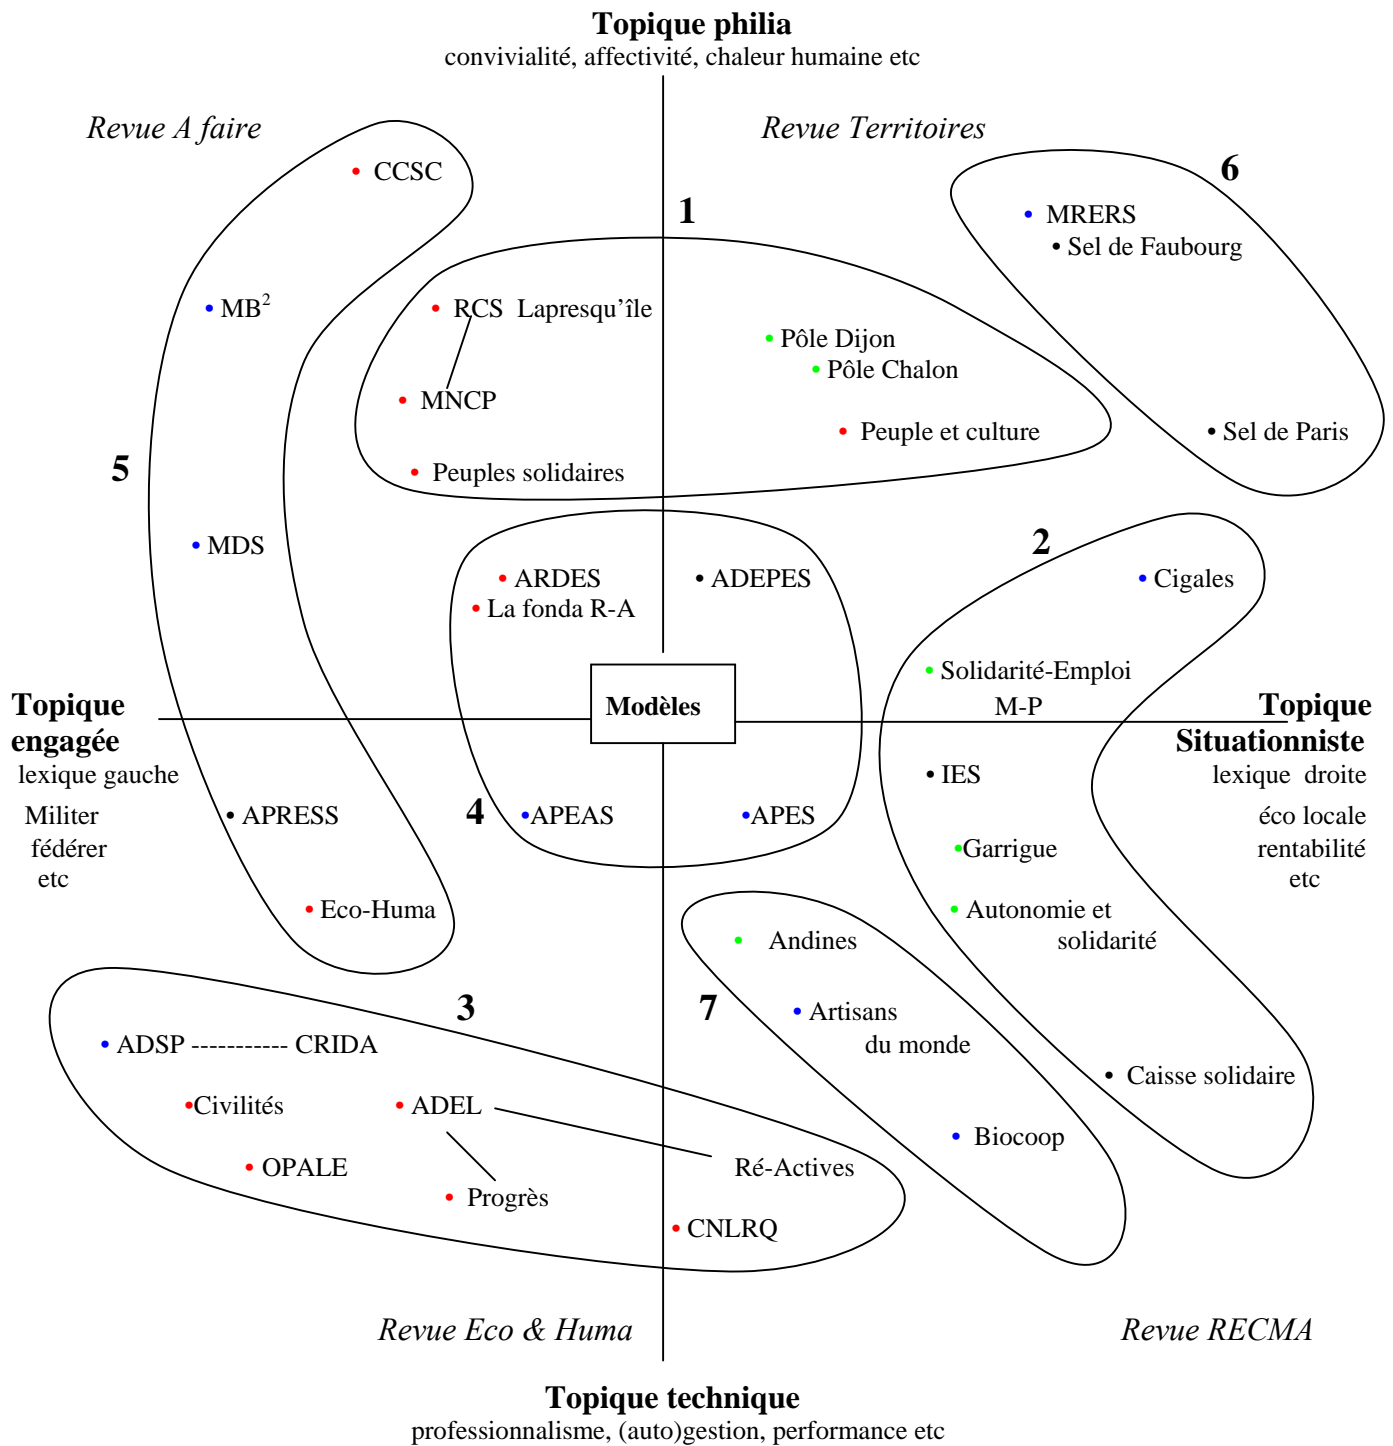 Topique philia
convivialité, affectivité, chaleur humaine etc
Revue A faire
Revue Territoires
CCSC
6
1
MRERS
Sel de Faubourg
MB²
RCS Lapresqu’île
Pôle Dijon
Pôle Chalon
MNCP
Peuple et culture
Sel de Paris
5
Peuples solidaires
MDS
2
ARDES
ADEPES
Cigales
La fonda R-A
Solidarité-Emploi
M-P
Modèles
Topique
engagée
lexique gauche
Militer
fédérer
etc
Topique
Situationniste
lexique droite
éco locale
rentabilité
etc
IES
APRESS
4
APEAS
APES
Garrigue
Eco-Huma
Autonomie et
solidarité
Andines
3
7
Artisans
du monde
ADSP ----------- CRIDA
Caisse solidaire
Civilités
ADEL
Biocoop
OPALE
Ré-Actives
Progrès
CNLRQ
Revue Eco & Huma
Revue RECMA
Topique technique
professionnalisme, (auto)gestion, performance etc